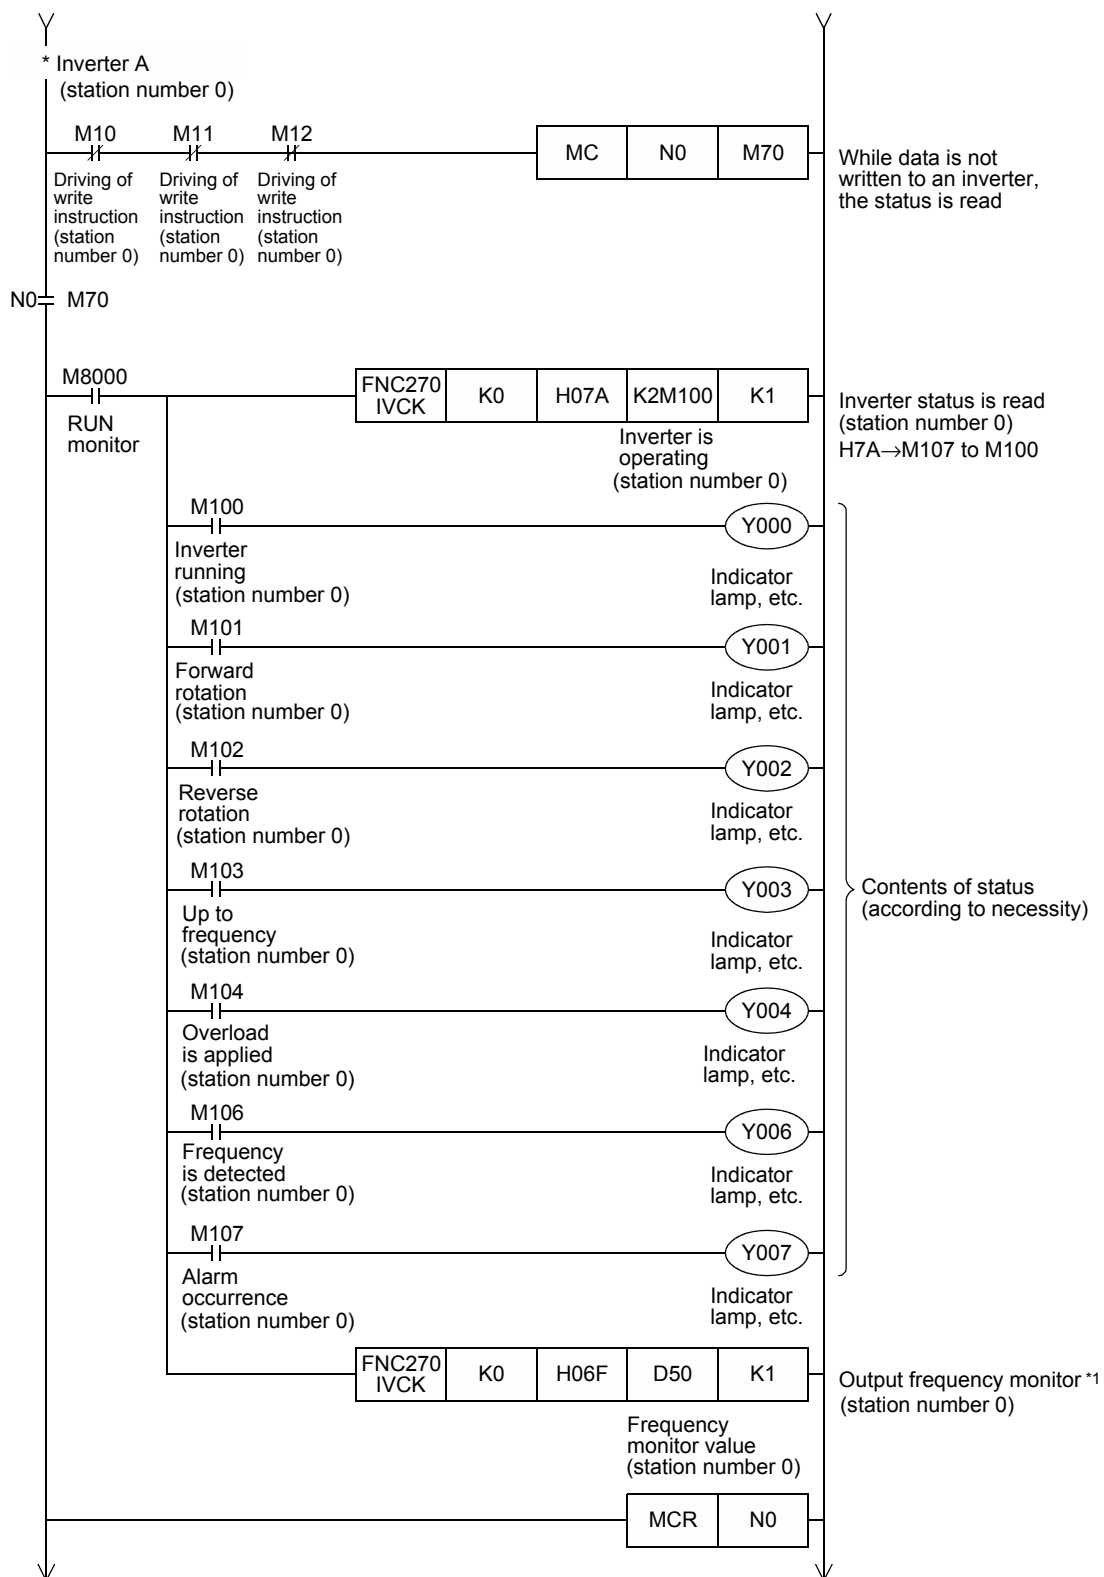 * Inverter A
(station number 0)
M10
M11
M12
MC
N0
M70
Driving of
write
instruction
(station
number 0)
Driving of
write
instruction
(station
number 0)
Driving of
write
instruction
(station
number 0)
While data is not
written to an inverter,
the status is read
N0
M70
M8000
RUN
monitor
FNC270
IVCK
K0
H07A
K2M100
K1
Inverter is
operating
(station number 0)
Inverter status is read
(station number 0)
H7A→M107 to M100
M100
Inverter
running
(station number 0)
Y000
Indicator
lamp, etc.
M101
Forward
rotation
(station number 0)
Y001
Indicator
lamp, etc.
M102
Reverse
rotation
(station number 0)
Y002
Indicator
lamp, etc.
M103
Up to
frequency
(station number 0)
Y003
Indicator
lamp, etc.
Contents of status
(according to necessity)
M104
Overload
is applied
(station number 0)
Y004
Indicator
lamp, etc.
M106
Frequency
is detected
(station number 0)
Y006
Indicator
lamp, etc.
M107
Alarm
occurrence
(station number 0)
Y007
Indicator
lamp, etc.
FNC270
IVCK
K0
H06F
D50
K1
Frequency
monitor value
(station number 0)
Output frequency monitor *1
(station number 0)
MCR
N0